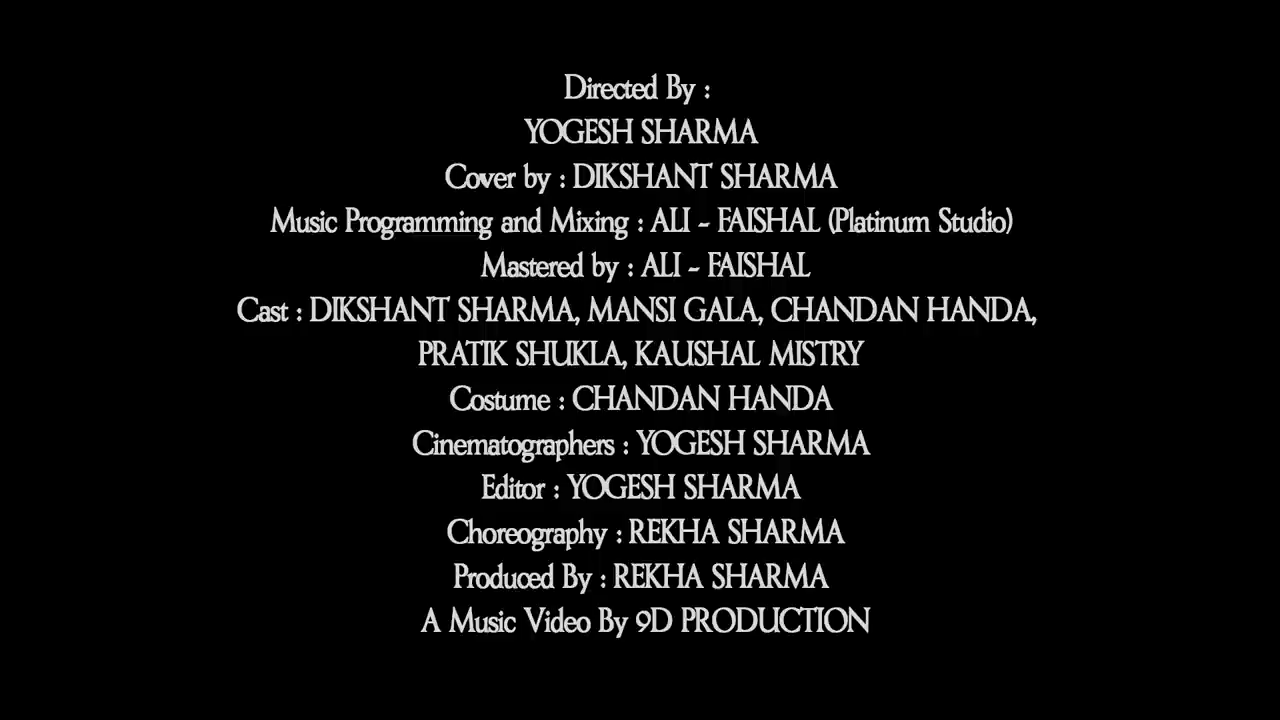 Directed By :
YOGESH SHARMA
Cover by : DIKSHANT SHARMA
Music Programming and Mixing : ALI - FAISHAL (Platinum Studio)
Mastered by : ALI - FAISHAL
Cast : DIKSHANT SHARMA, MANSI GALA, CHANDAN HANDA,
PRATIK SHUKLA, KAUSHAL MISTRY
Costume : CHANDAN HANDA
Cinematographers : YOGESH SHARMA
Editor : YOGESH SHARMA
Choreography : REKHA SHARMA
Produced By : REKHA SHARMA
A Music Video By 9D PRODUCTION